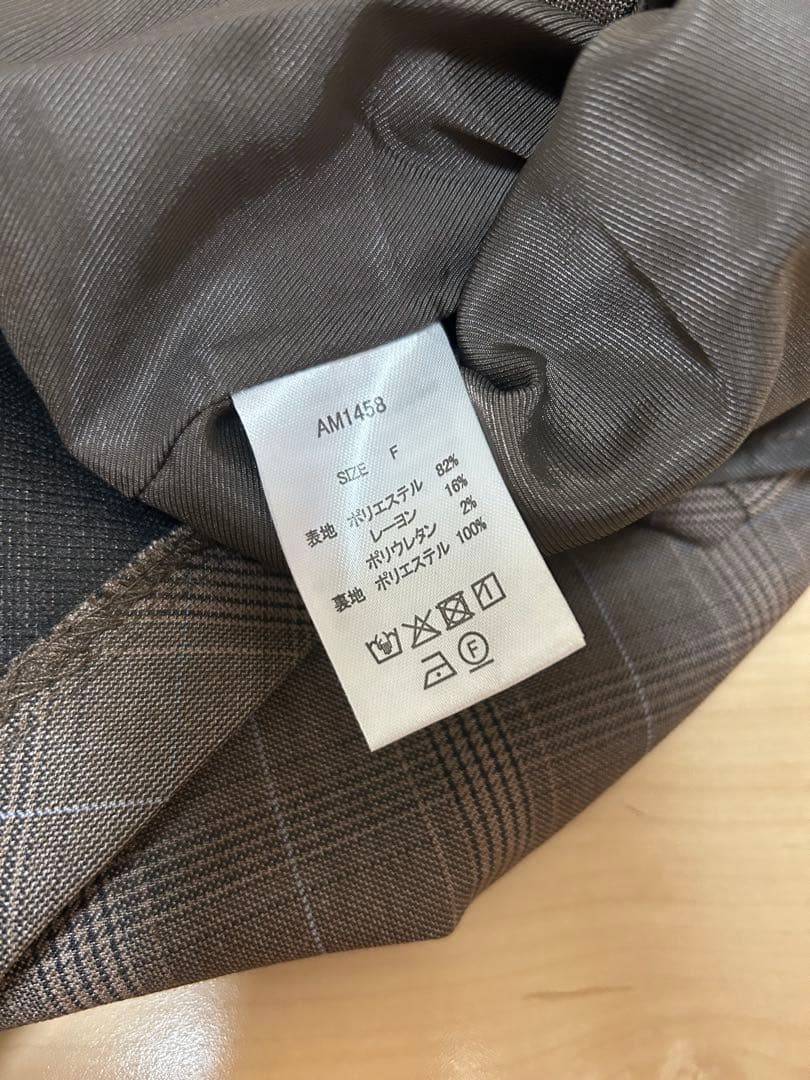 AM1458
SIZE F
表地 ポリエステル 82%
レーヨン 16%
ポリウレタン 2%
裏地 ポリエステル 100%
F